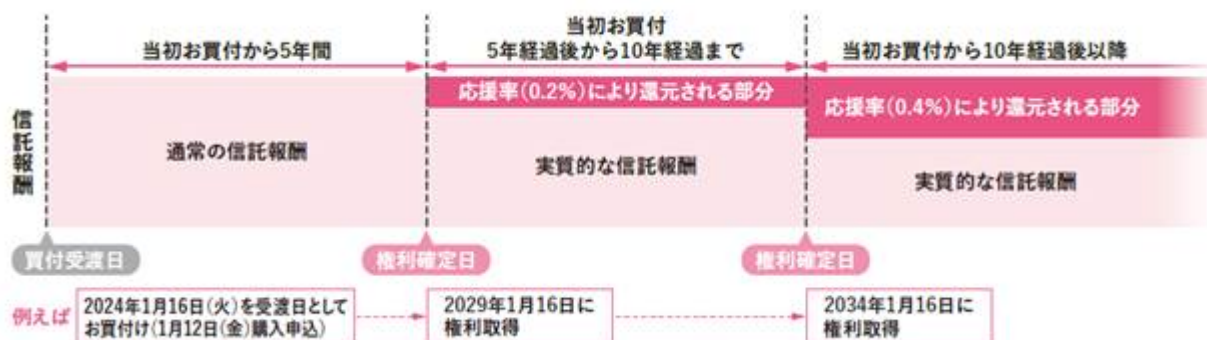 当初お買付から5年間
当初お買付
5年経過後から10年経過まで
当初お買付から10年経過後以降
信託報酬
通常の信託報酬
応援率(0.2%)により還元される部分
実質的な信託報酬
応援率(0.4%)により還元される部分
実質的な信託報酬
買付受渡日
権利確定日
権利確定日
例えば
2024年1月16日(火)を受渡日として
お買付け(1月12日(金)購入申込)
2029年1月16日に
権利取得
2034年1月16日に
権利取得